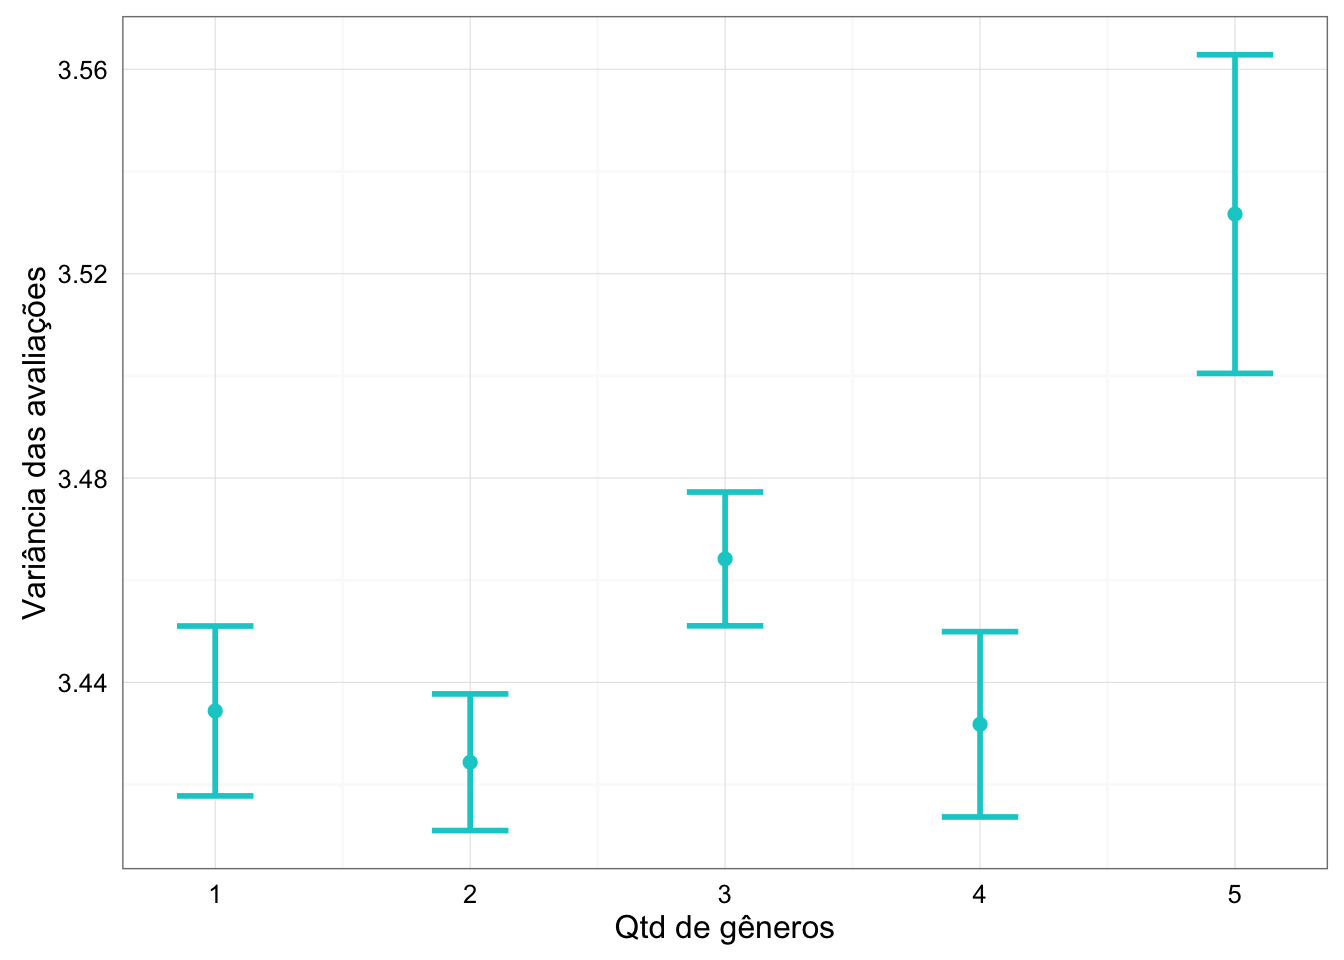 3.56
3.52
3.48
3.44
Variância das avaliações
1 2 3 4 5
Qtd de gêneros